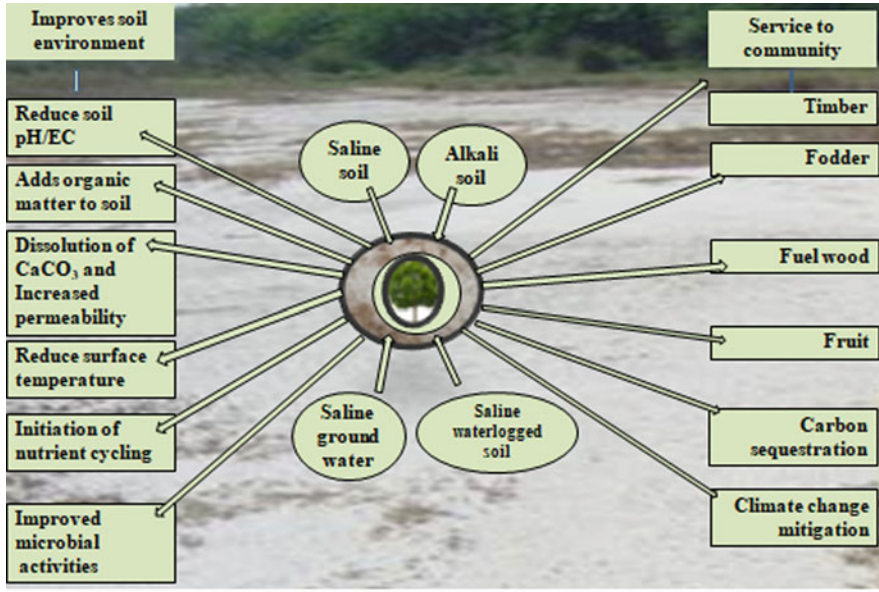 Improves soil
environment
Reduce soil
pH/EC
Adds organic
matter to soil
Dissolution of
CaCO₃ and
Increased
permeability
Reduce surface
temperature
Initiation of
nutrient cycling
Improved
microbial
activities
Saline
soil
Alkali
soil
Saline
ground
water
Saline
waterlogged
soil
Service to
community
Timber
Fodder
Fuel wood
Fruit
Carbon
sequestration
Climate change
mitigation